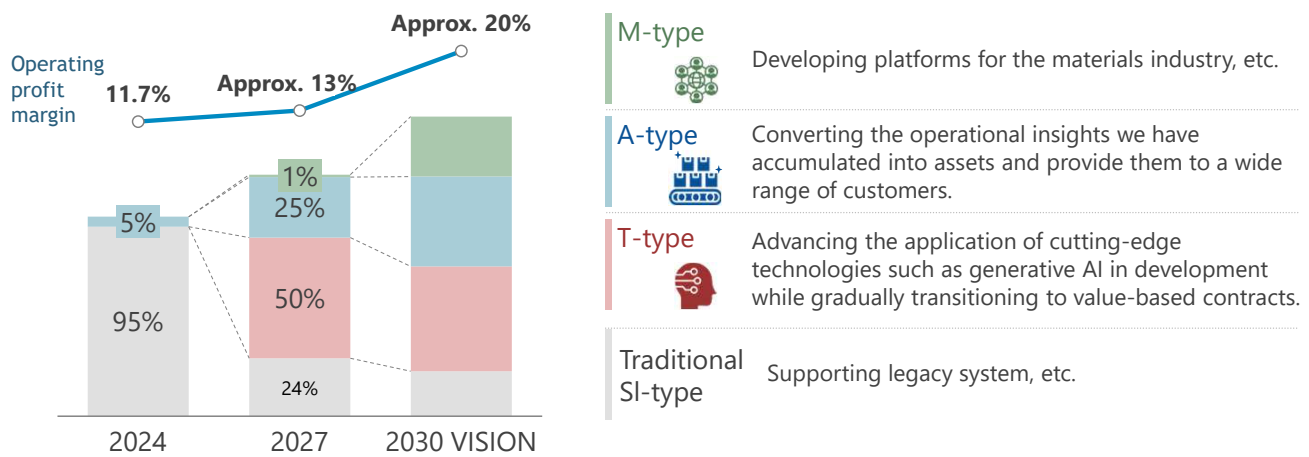 Approx. 20%
Operating
profit
margin
11.7%
Approx. 13%
1%
5%
25%
50%
95%
24%
2024
2027
2030 VISION
M-type
Developing platforms for the materials industry, etc.
A-type
Converting the operational insights we have
accumulated into assets and provide them to a wide
range of customers.
T-type
Advancing the application of cutting-edge
technologies such as generative AI in development
while gradually transitioning to value-based contracts.
Traditional
SI-type
Supporting legacy system, etc.